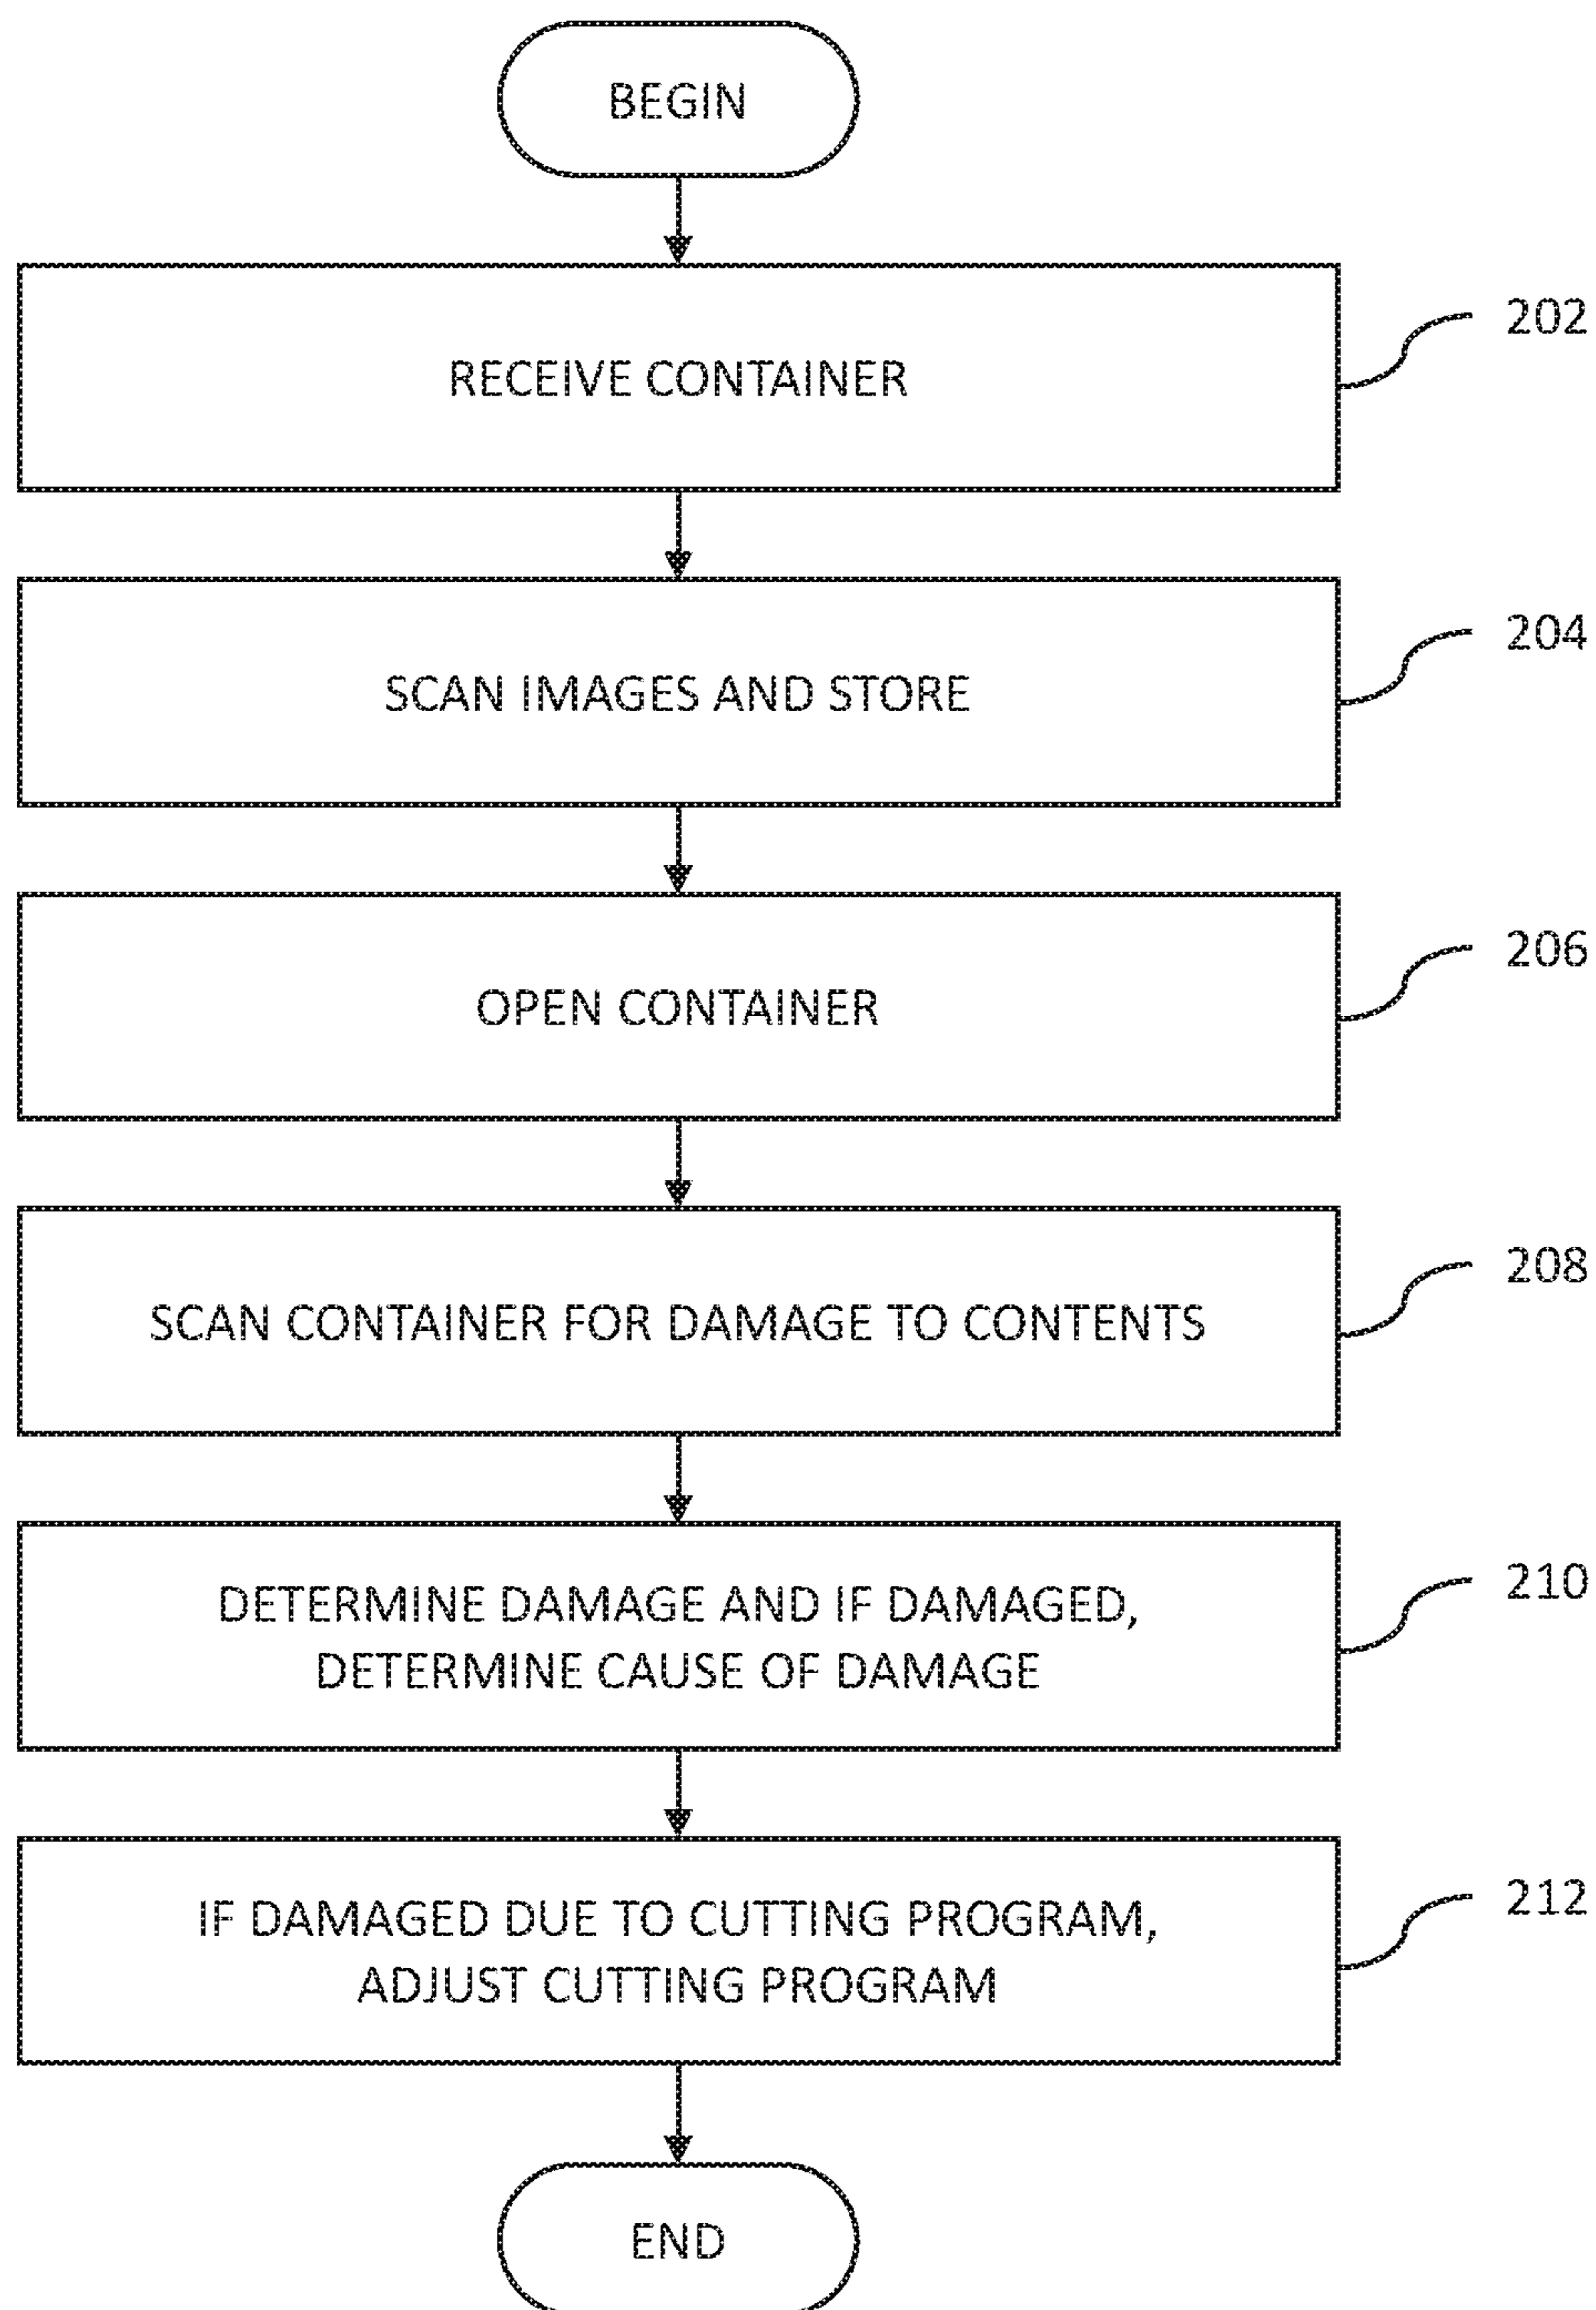 BEGIN
RECEIVE CONTAINER
202
SCAN IMAGES AND STORE
204
OPEN CONTAINER
206
SCAN CONTAINER FOR DAMAGE TO CONTENTS
208
DETERMINE DAMAGE AND IF DAMAGED,
DETERMINE CAUSE OF DAMAGE
210
IF DAMAGED DUE TO CUTTING PROGRAM,
ADJUST CUTTING PROGRAM
212
END